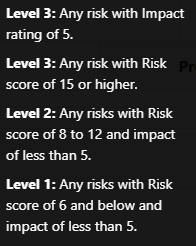 Level 3: Any risk with Impact
rating of 5.
Level 3: Any risk with Risk
score of 15 or higher.
Level 2: Any risks with Risk
score of 8 to 12 and impact
of less than 5.
Level 1: Any risks with Risk
score of 6 and below and
impact of less than 5.